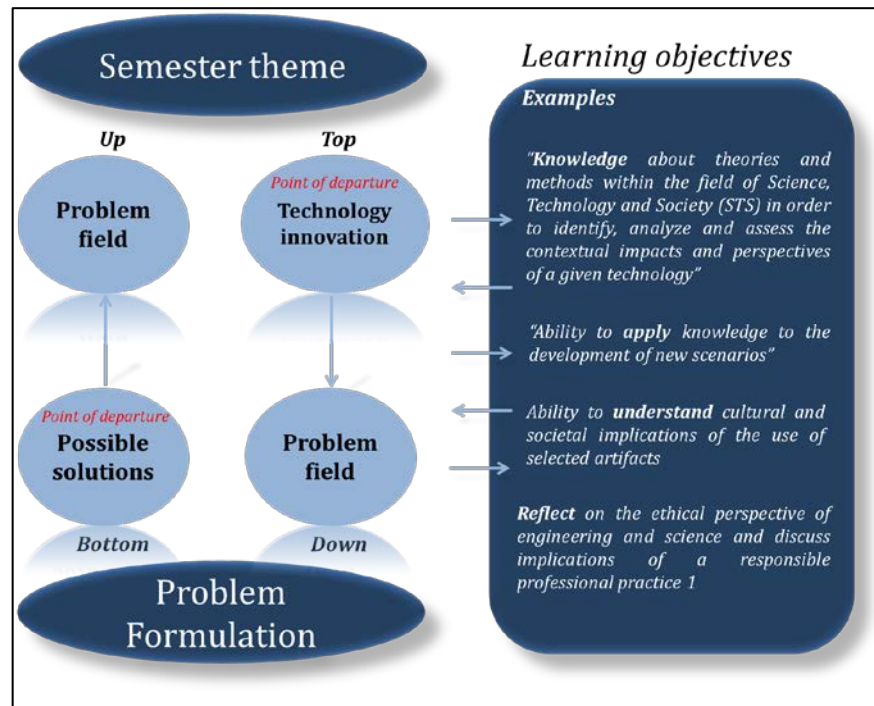 Semester theme
Up
Top
Problem
field
Point of departure
Technology
innovation
Point of departure
Possible
solutions
Problem
field
Bottom
Down
Problem
Formulation
Learning objectives
Examples
“Knowledge about theories and
methods within the field of Science,
Technology and Society (STS) in order
to identify, analyze and assess the
contextual impacts and perspectives
of a given technology”
“Ability to apply knowledge to the
development of new scenarios”
Ability to understand cultural and
societal implications of the use of
selected artifacts
Reflect on the ethical perspective of
engineering and science and discuss
implications of a responsible
professional practice 1